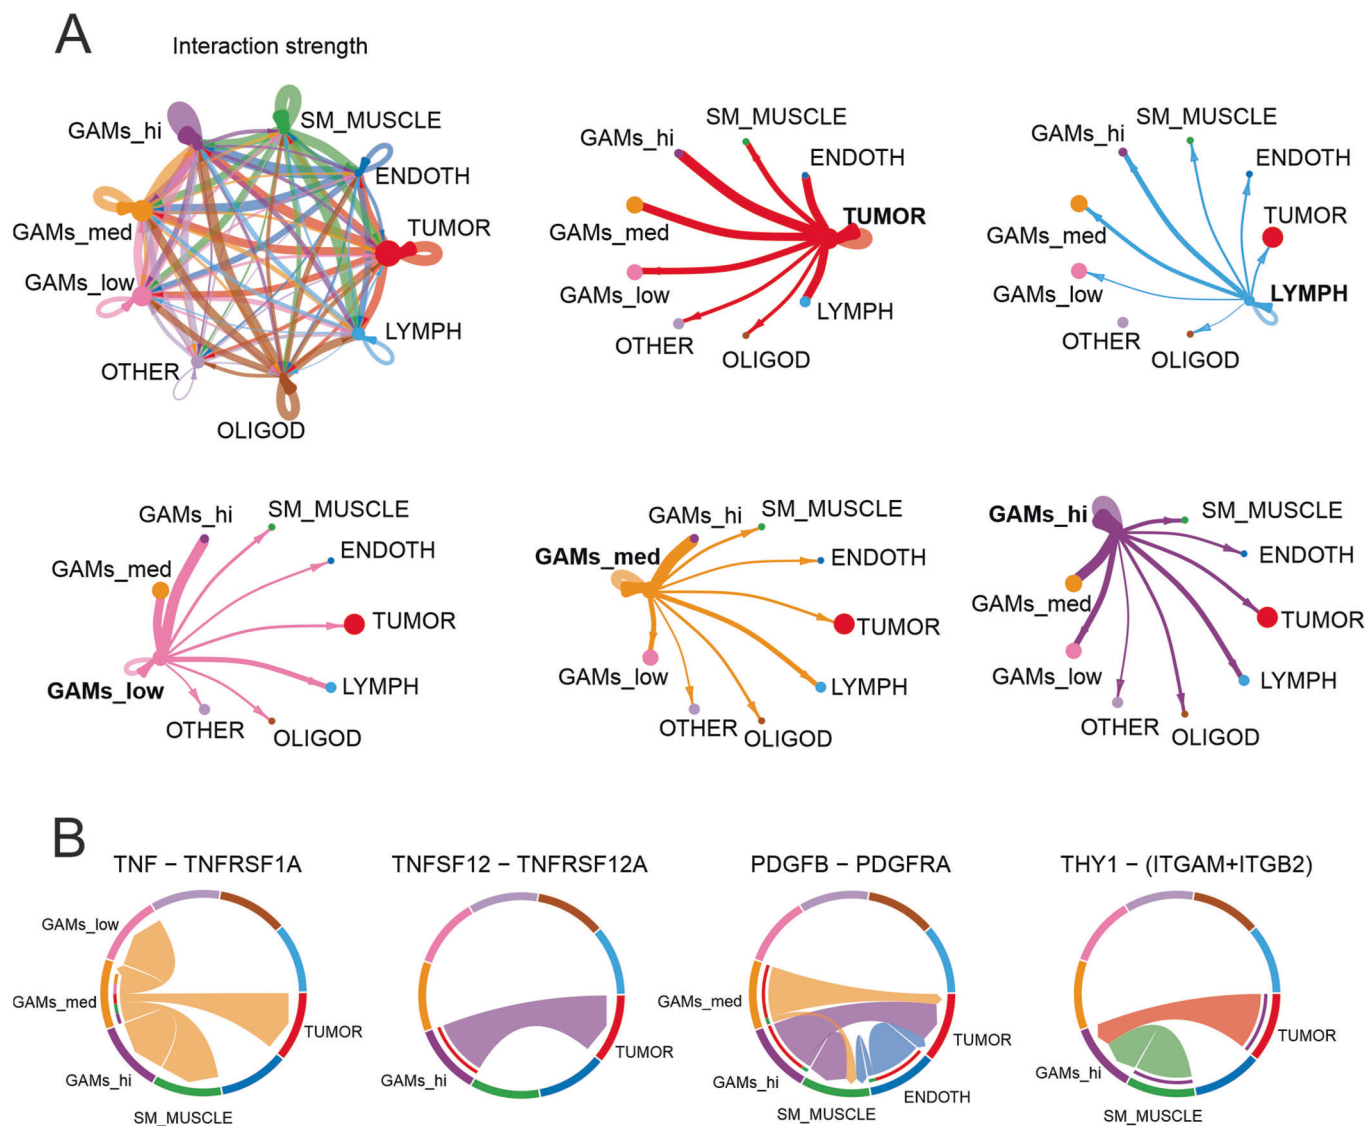 A
Interaction strength
GAMs_hi
SM_MUSCLE
ENDOTH
TUMOR
GAMs_med
GAMs_low
LYMPH
OTHER
OLIGOD
SM_MUSCLE
GAMs_hi
ENDOTH
TUMOR
GAMs_med
GAMs_low
LYMPH
OTHER
OLIGOD
SM_MUSCLE
GAMs_hi
ENDOTH
TUMOR
GAMs_med
GAMs_low
LYMPH
OTHER
OLIGOD
GAMs_hi
SM_MUSCLE
ENDOTH
GAMs_med
TUMOR
GAMs_low
LYMPH
OTHER
OLIGOD
GAMs_hi
SM_MUSCLE
GAMs_med
ENDOTH
TUMOR
GAMs_low
LYMPH
OTHER
OLIGOD
GAMs_hi
SM_MUSCLE
ENDOTH
GAMs_med
TUMOR
GAMs_low
LYMPH
OTHER
OLIGOD
B
TNF – TNFRSF1A
GAMs_low
GAMs_med
TUMOR
GAMs_hi
SM_MUSCLE
TNFSF12 – TNFRSF12A
TUMOR
GAMs_hi
PDGFB – PDGFRA
GAMs_med
TUMOR
GAMs_hi
ENDOTH
SM_MUSCLE
THY1 – (ITGAM+ITGB2)
TUMOR
GAMs_hi
SM_MUSCLE